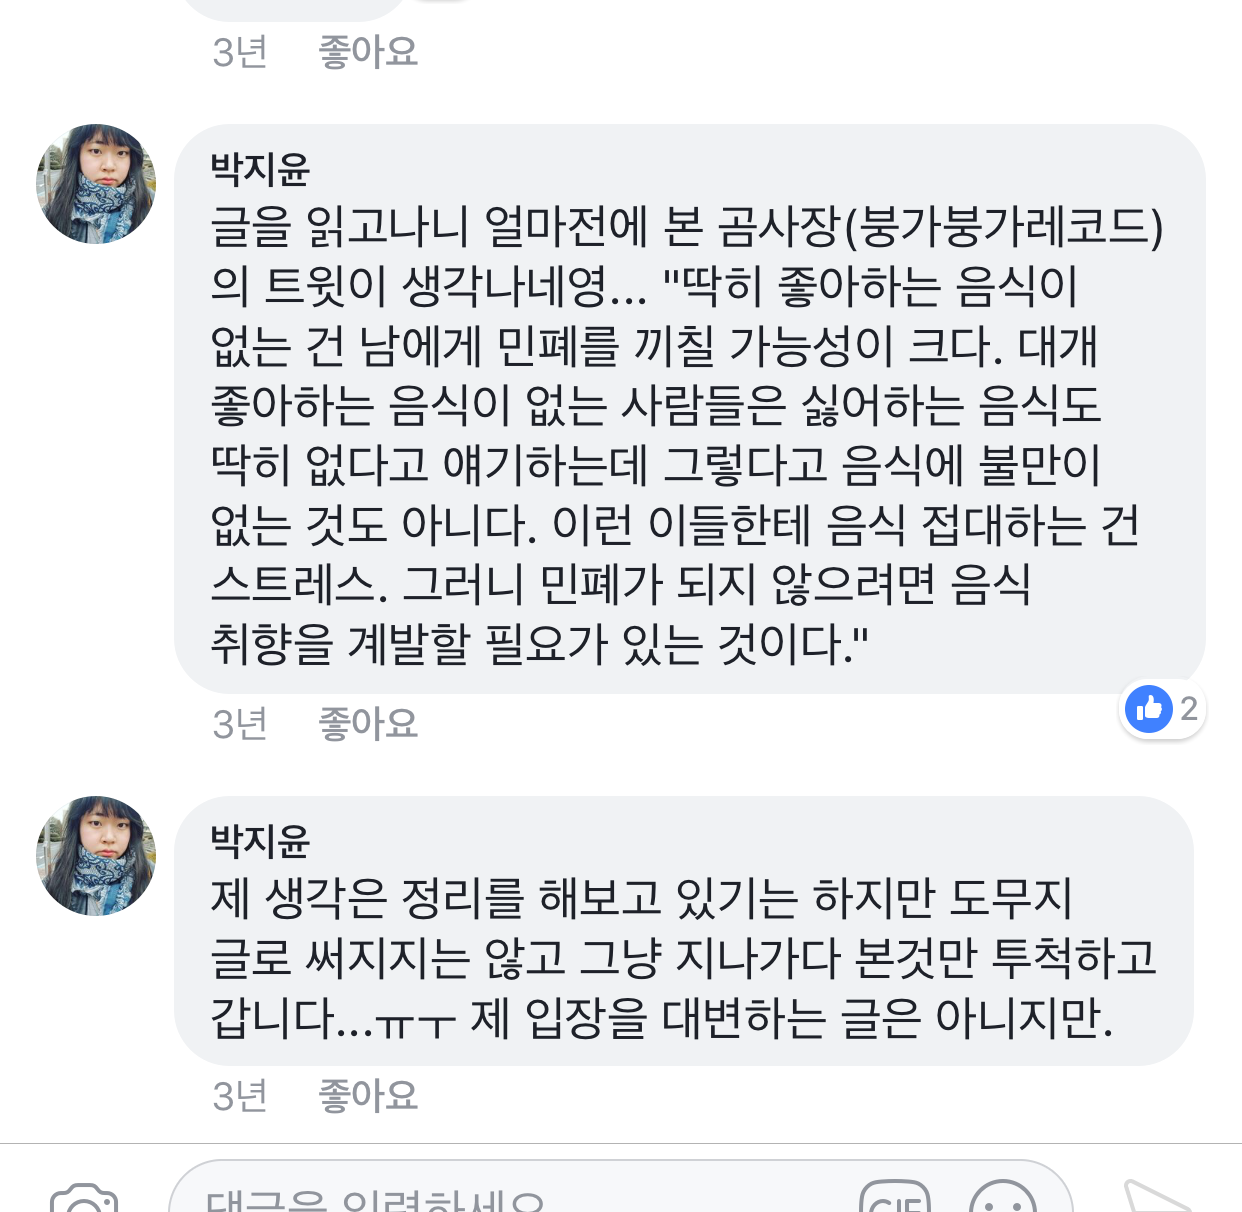 3년 좋아요
박지윤
글을 읽고나니 얼마전에 본 곰사장(붕가붕가레코드)
의 트윗이 생각나네영... "딱히 좋아하는 음식이
없는 건 남에게 민폐를 끼칠 가능성이 크다. 대개
좋아하는 음식이 없는 사람들은 싫어하는 음식도
딱히 없다고 얘기하는데 그렇다고 음식에 불만이
없는 것도 아니다. 이런 이들한테 음식 접대하는 건
스트레스. 그러니 민폐가 되지 않으려면 음식
취향을 계발할 필요가 있는 것이다."
3년 좋아요 2
박지윤
제 생각은 정리를 해보고 있기는 하지만 도무지
글로 써지지는 않고 그냥 지나가다 본것만 투척하고
갑니다...ㅠㅜ 제 입장을 대변하는 글은 아니지만.
3년 좋아요
댓글을 입력하세요 GIF